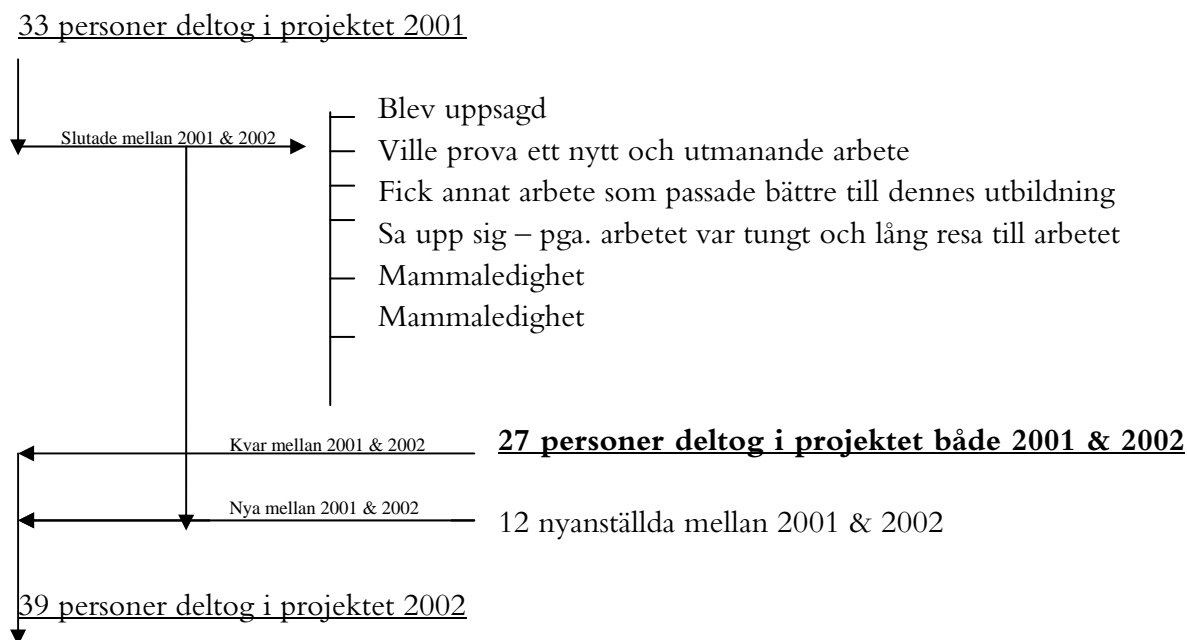 33 personer deltog i projektet 2001
Blev uppsagd
Slutade mellan 2001 & 2002
Ville prova ett nytt och utmanande arbete
Fick annat arbete som passade bättre till dennes utbildning
Sa upp sig – pga. arbetet var tungt och lång resa till arbetet
Mammaledighet
Mammaledighet
Kvar mellan 2001 & 2002
27 personer deltog i projektet både 2001 & 2002
Nya mellan 2001 & 2002
12 nyanställda mellan 2001 & 2002
39 personer deltog i projektet 2002